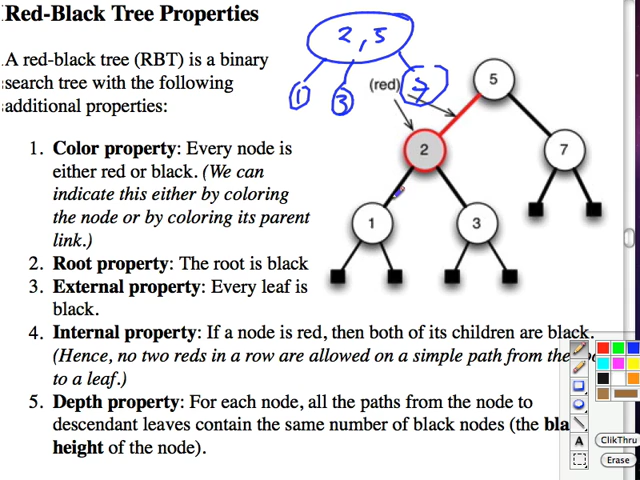 Red-Black Tree Properties
A red-black tree (RBT) is a binary
search tree with the following
additional properties:
2, 5
1
3
7
(red)
5
2
7
1
3
1. Color property: Every node is
either red or black. (We can
indicate this either by coloring
the node or by coloring its parent
link.)
2. Root property: The root is black
3. External property: Every leaf is
black.
4. Internal property: If a node is red, then both of its children are black.
(Hence, no two reds in a row are allowed on a simple path from the
to a leaf.)
5. Depth property: For each node, all the paths from the node to
descendant leaves contain the same number of black nodes (the bla
height of the node).
A
ClikThru
Erase